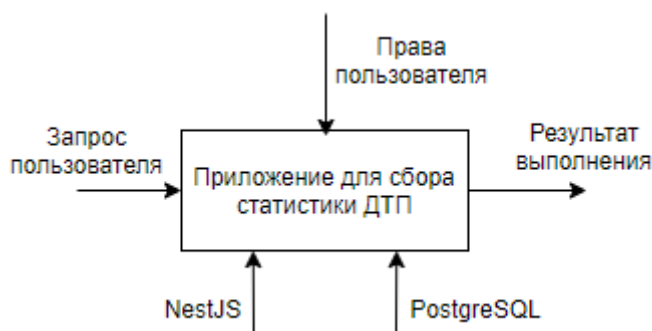 Права
пользователя
Запрос
пользователя
Результат
выполнения
Приложение для сбора
статистики ДТП
NestJS
PostgreSQL